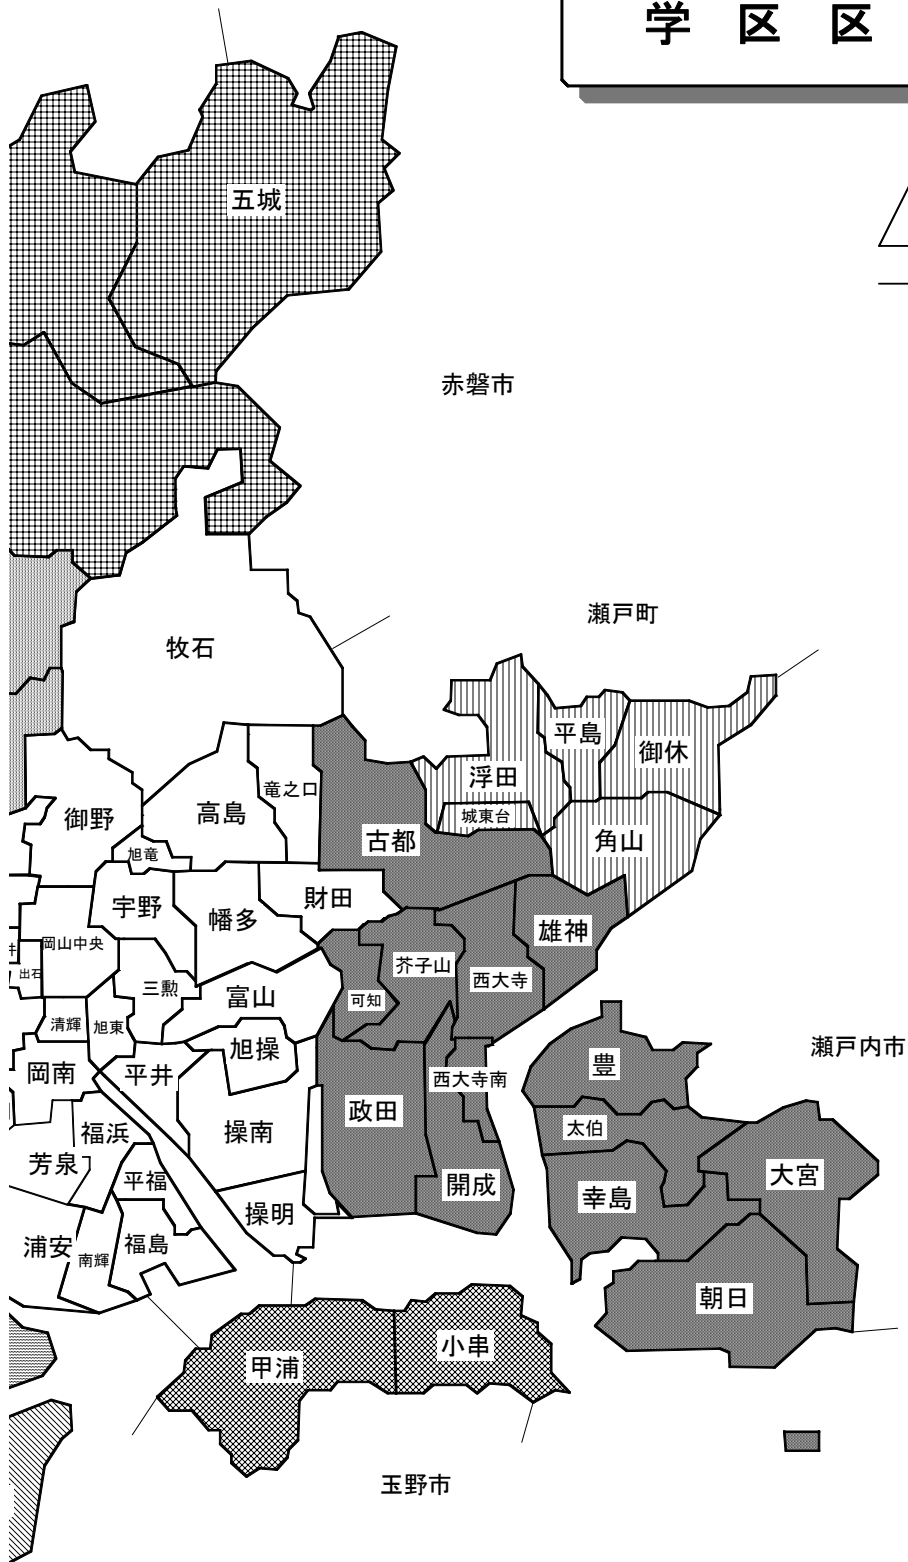 学区区
五城
赤磐市
瀬戸町
牧石
平島
御休
浮田
竜之口
高島
城東台
御野
古都
角山
旭竜
財田
宇野
幡多
雄神
岡山中央
井
芥子山
出石
西大寺
三勲
富山
可知
清輝
旭東
旭操
瀬戸内市
豊
岡南
平井
西大寺南
政田
福浜
操南
太伯
芳泉
平福
開成
大宮
幸島
操明
浦安
福島
南輝
朝日
小串
甲浦
玉野市